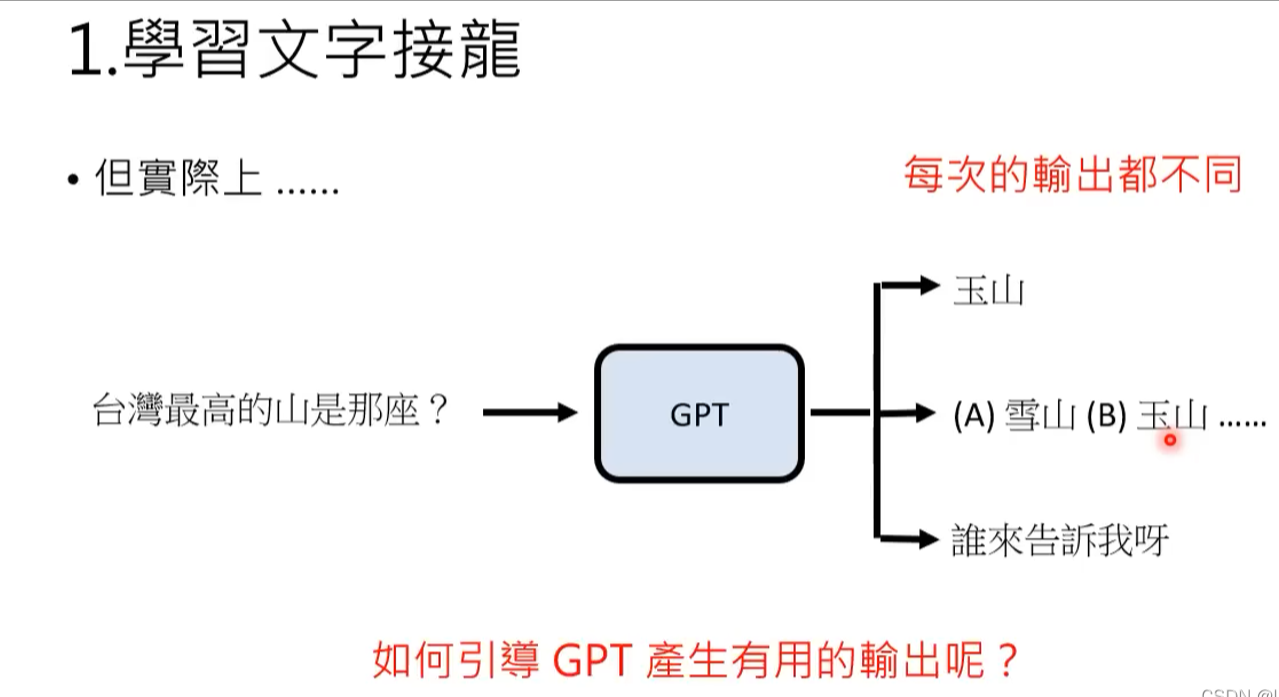 1.學習文字接龍
• 但實際上 ......
每次的輸出都不同
玉山
台灣最高的山是那座？
GPT
(A) 雪山 (B) 玉山 ......
誰來告訴我呀
如何引導 GPT 產生有用的輸出呢？
CSDN